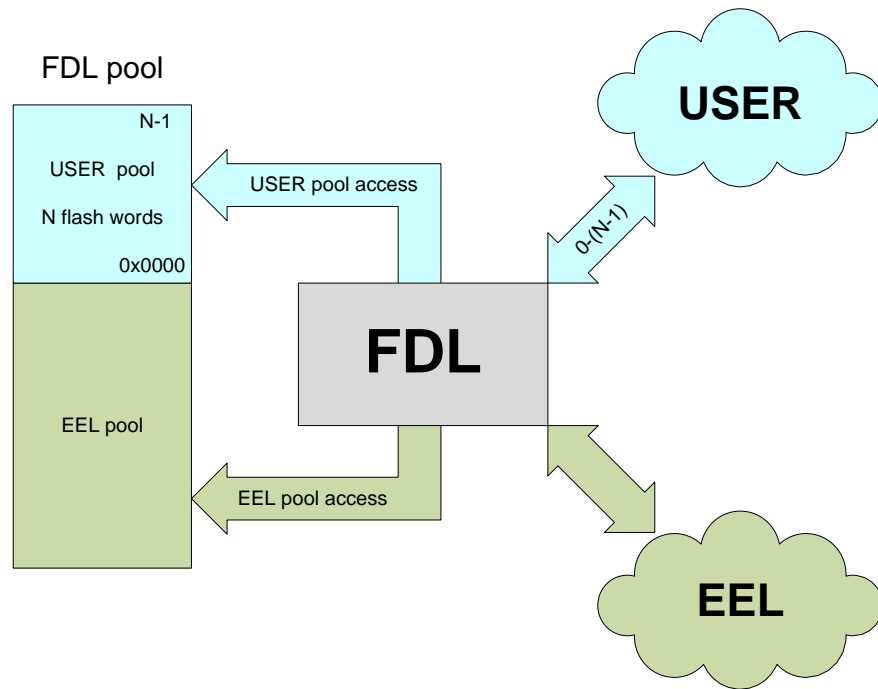 FDL pool
N-1
USER pool
N flash words
0x0000
EEL pool
USER pool access
EEL pool access
FDL
0-(N-1)
USER
EEL